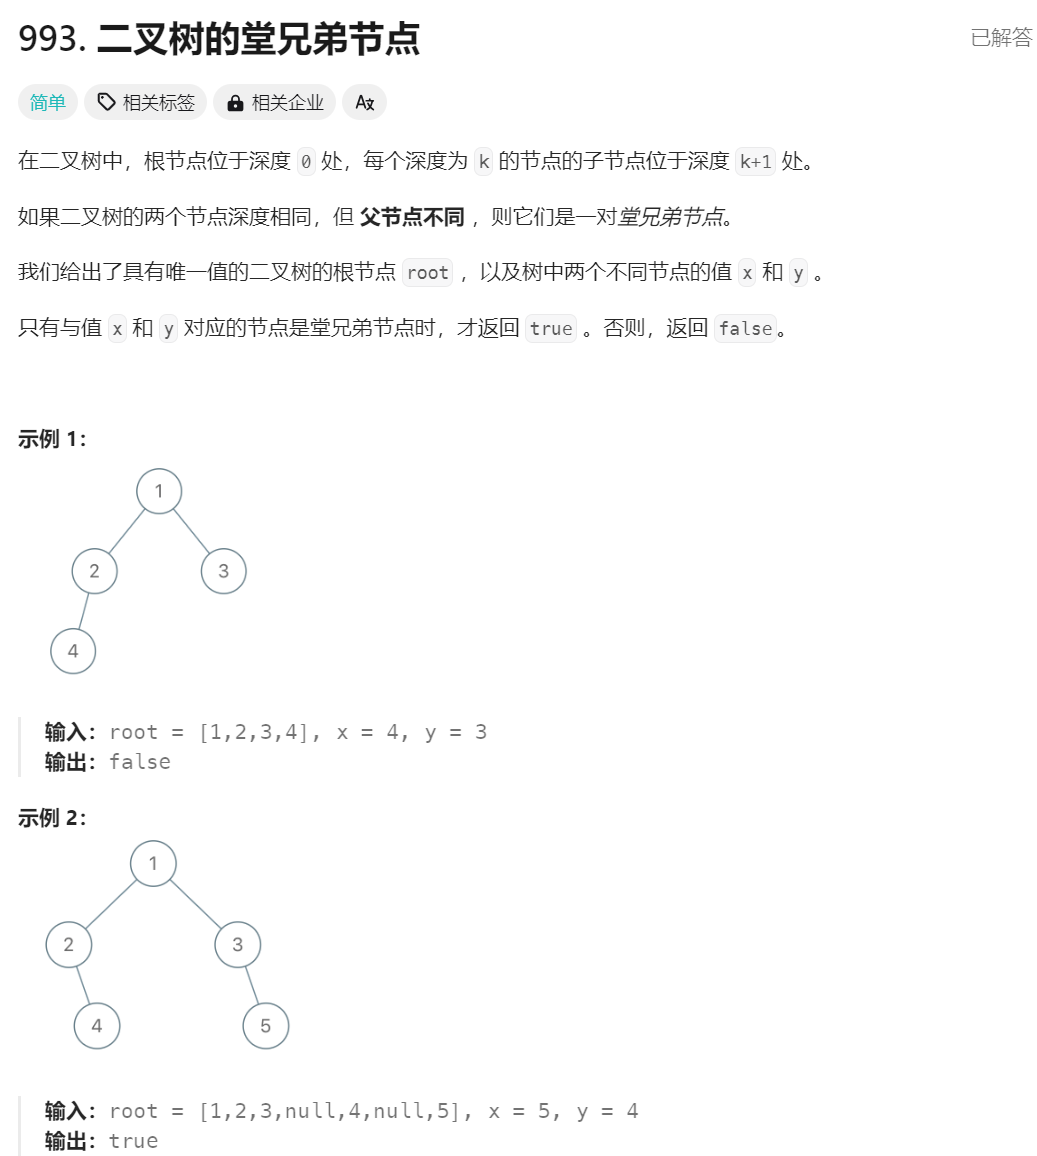 993. 二叉树的堂兄弟节点
已解答
简单 相关标签 相关企业 A文
在二叉树中，根节点位于深度 0 处，每个深度为 k 的节点的子节点位于深度 k+1 处。
如果二叉树的两个节点深度相同，但 父节点不同 ，则它们是一对堂兄弟节点。
我们给出了具有唯一值的二叉树的根节点 root ，以及树中两个不同节点的值 x 和 y 。
只有与值 x 和 y 对应的节点是堂兄弟节点时，才返回 true 。否则，返回 false。
示例 1：
1
2 3
4
输入：root = [1,2,3,4], x = 4, y = 3
输出：false
示例 2：
1
2 3
4 5
输入：root = [1,2,3,null,4,null,5], x = 5, y = 4
输出：true